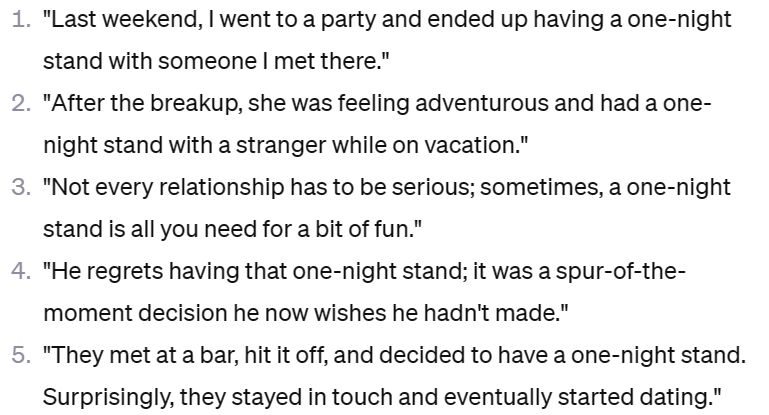 1. "Last weekend, I went to a party and ended up having a one-night
stand with someone I met there."
2. "After the breakup, she was feeling adventurous and had a one-
night stand with a stranger while on vacation."
3. "Not every relationship has to be serious; sometimes, a one-night
stand is all you need for a bit of fun."
4. "He regrets having that one-night stand; it was a spur-of-the-
moment decision he now wishes he hadn't made."
5. "They met at a bar, hit it off, and decided to have a one-night stand.
Surprisingly, they stayed in touch and eventually started dating."